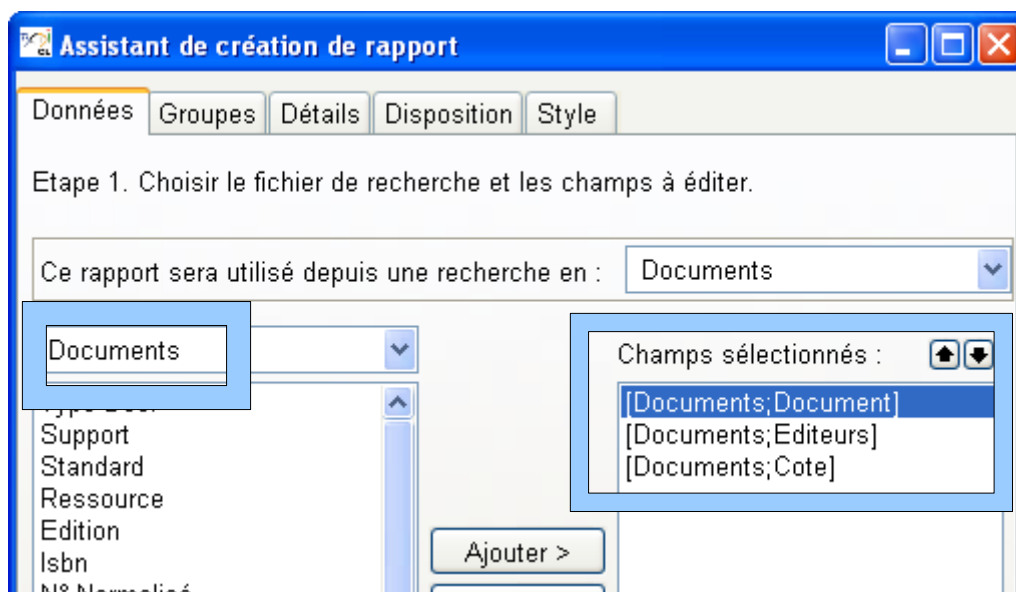 Assistant de création de rapport
Données Groupes Détails Disposition Style
Etape 1. Choisir le fichier de recherche et les champs à éditer.
Ce rapport sera utilisé depuis une recherche en : Documents
Documents
Champs sélectionnés :
[Documents;Document]
[Documents;Editeurs]
[Documents;Cote]
Support
Standard
Ressource
Edition
Isbn
Ajouter >